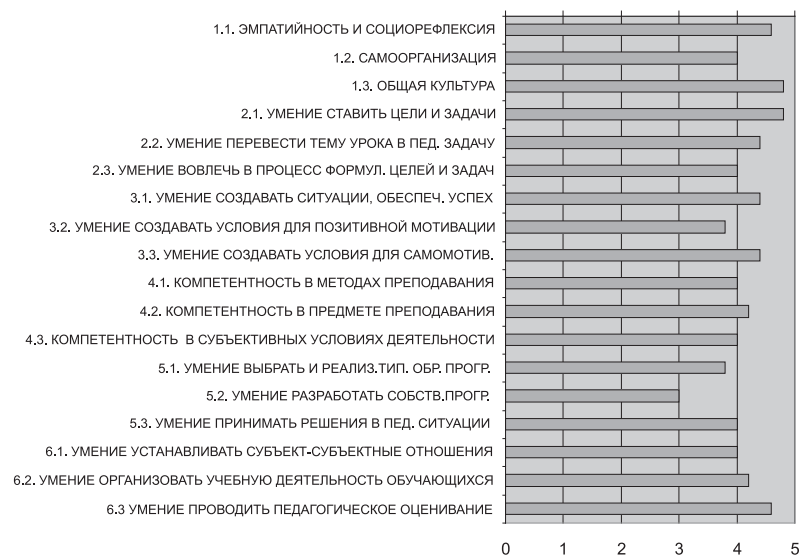 1.1. ЭМПАТИЙНОСТЬ И СОЦИОРЕФЛЕКСИЯ
1.2. САМООРГАНИЗАЦИЯ
1.3. ОБЩАЯ КУЛЬТУРА
2.1. УМЕНИЕ СТАВИТЬ ЦЕЛИ И ЗАДАЧИ
2.2. УМЕНИЕ ПЕРЕВЕСТИ ТЕМУ УРОКА В ПЕД. ЗАДАЧУ
2.3. УМЕНИЕ ВОВЛЕЧЬ В ПРОЦЕСС ФОРМУЛ. ЦЕЛЕЙ И ЗАДАЧ
3.1. УМЕНИЕ СОЗДАВАТЬ СИТУАЦИИ, ОБЕСПЕЧ. УСПЕХ
3.2. УМЕНИЕ СОЗДАВАТЬ УСЛОВИЯ ДЛЯ ПОЗИТИВНОЙ МОТИВАЦИИ
3.3. УМЕНИЕ СОЗДАВАТЬ УСЛОВИЯ ДЛЯ САМОМОТИВ.
4.1. КОМПЕТЕНТНОСТЬ В МЕТОДАХ ПРЕПОДАВАНИЯ
4.2. КОМПЕТЕНТНОСТЬ В ПРЕДМЕТЕ ПРЕПОДАВАНИЯ
4.3. КОМПЕТЕНТНОСТЬ В СУБЪЕКТИВНЫХ УСЛОВИЯХ ДЕЯТЕЛЬНОСТИ
5.1. УМЕНИЕ ВЫБРАТЬ И РЕАЛИЗ.ТИП. ОБР. ПРОГР.
5.2. УМЕНИЕ РАЗРАБОТАТЬ СОБСТВ.ПРОГР.
5.3. УМЕНИЕ ПРИНИМАТЬ РЕШЕНИЯ В ПЕД. СИТУАЦИИ
6.1. УМЕНИЕ УСТАНАВЛИВАТЬ СУБЪЕКТ-СУБЪЕКТНЫЕ ОТНОШЕНИЯ
6.2. УМЕНИЕ ОРГАНИЗОВАТЬ УЧЕБНУЮ ДЕЯТЕЛЬНОСТЬ ОБУЧАЮЩИХСЯ
6.3 УМЕНИЕ ПРОВОДИТЬ ПЕДАГОГИЧЕСКОЕ ОЦЕНИВАНИЕ
0 1 2 3 4 5